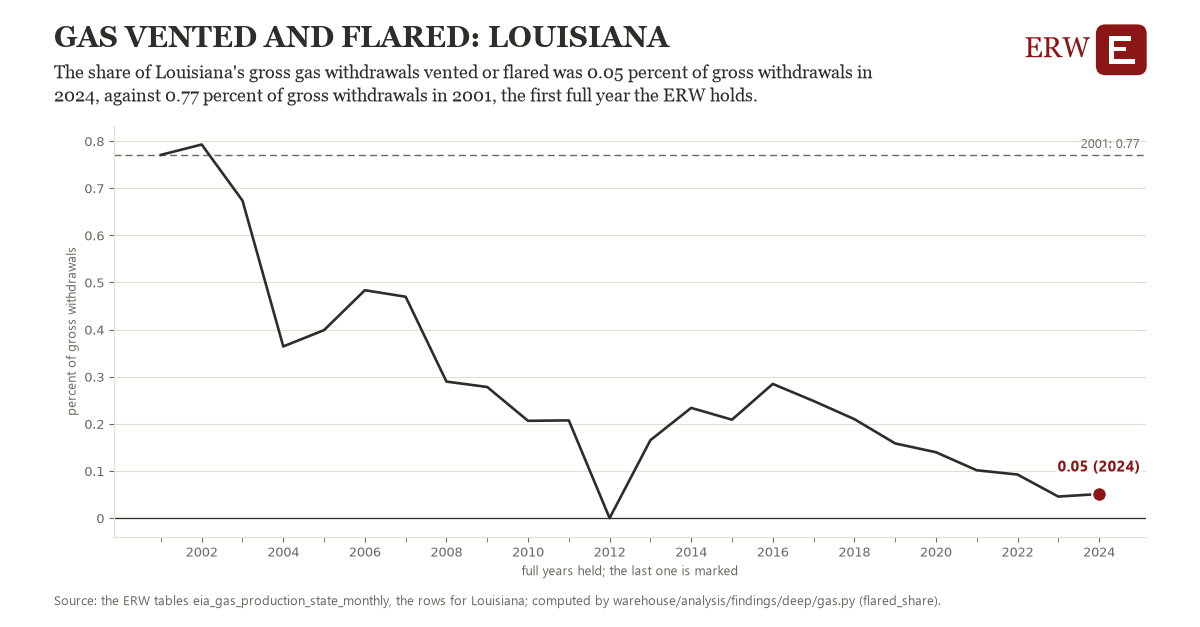 GAS VENTED AND FLARED: LOUISIANA
ERW E
The share of Louisiana's gross gas withdrawals vented or flared was 0.05 percent of gross withdrawals in
2024, against 0.77 percent of gross withdrawals in 2001, the first full year the ERW holds.
0.8
0.7
0.6
0.5
0.4
0.3
0.2
0.1
0
percent of gross withdrawals
2001: 0.77
0.05 (2024)
2002 2004 2006 2008 2010 2012 2014 2016 2018 2020 2022 2024
full years held; the last one is marked
Source: the ERW tables eia_gas_production_state_monthly, the rows for Louisiana; computed by warehouse/analysis/findings/deep/gas.py (flared_share).